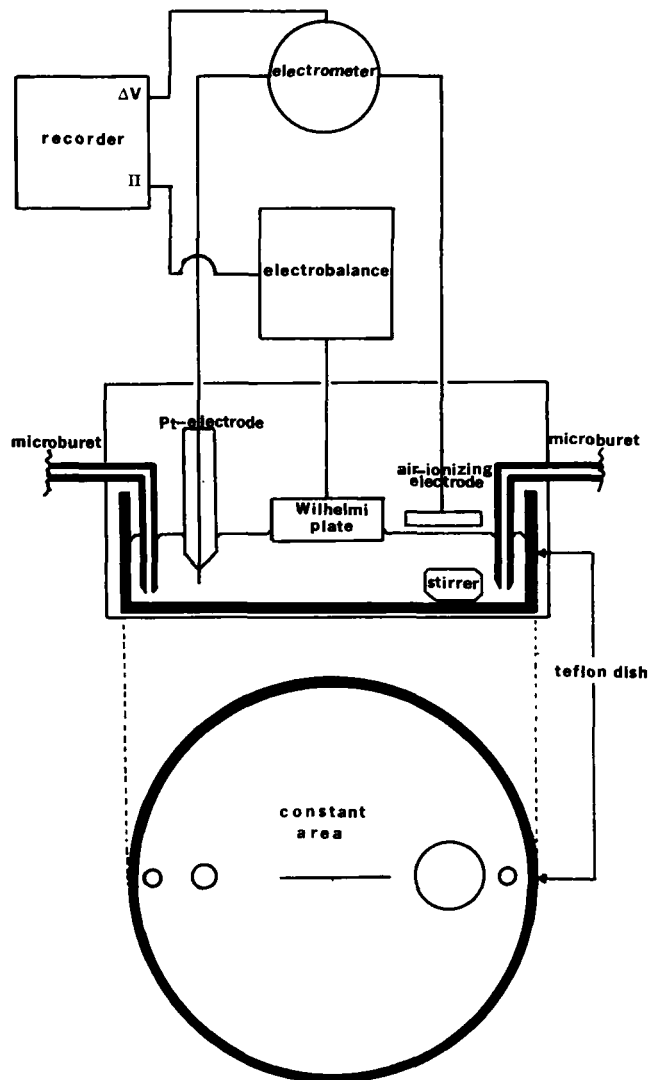 electrometer
ΔV
recorder
Π
electrobalance
Pt-electrode
microburet
microburet
air-ionizing
electrode
Wilhelmi
plate
stirrer
teflon dish
constant
area